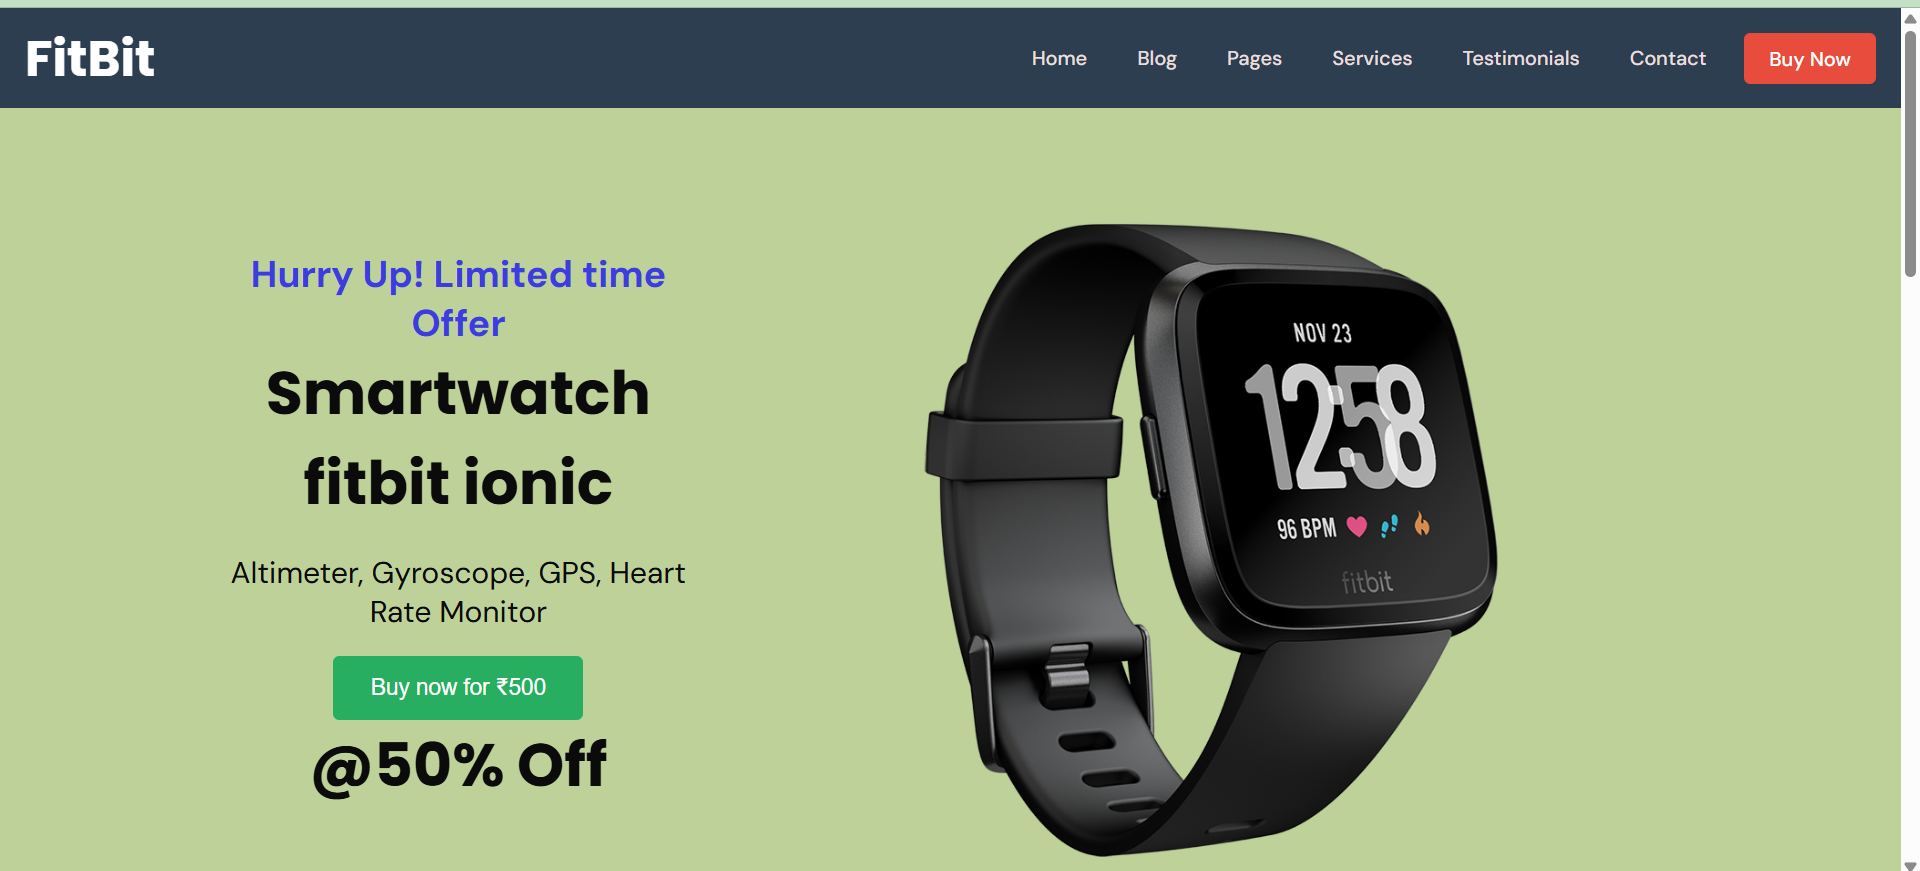 FitBit
Home Blog Pages Services Testimonials Contact Buy Now
Hurry Up! Limited time
Offer
Smartwatch
fitbit ionic
Altimeter, Gyroscope, GPS, Heart
Rate Monitor
Buy now for ₹500
@50% Off
NOV 23
12:58
96 BPM
fitbit